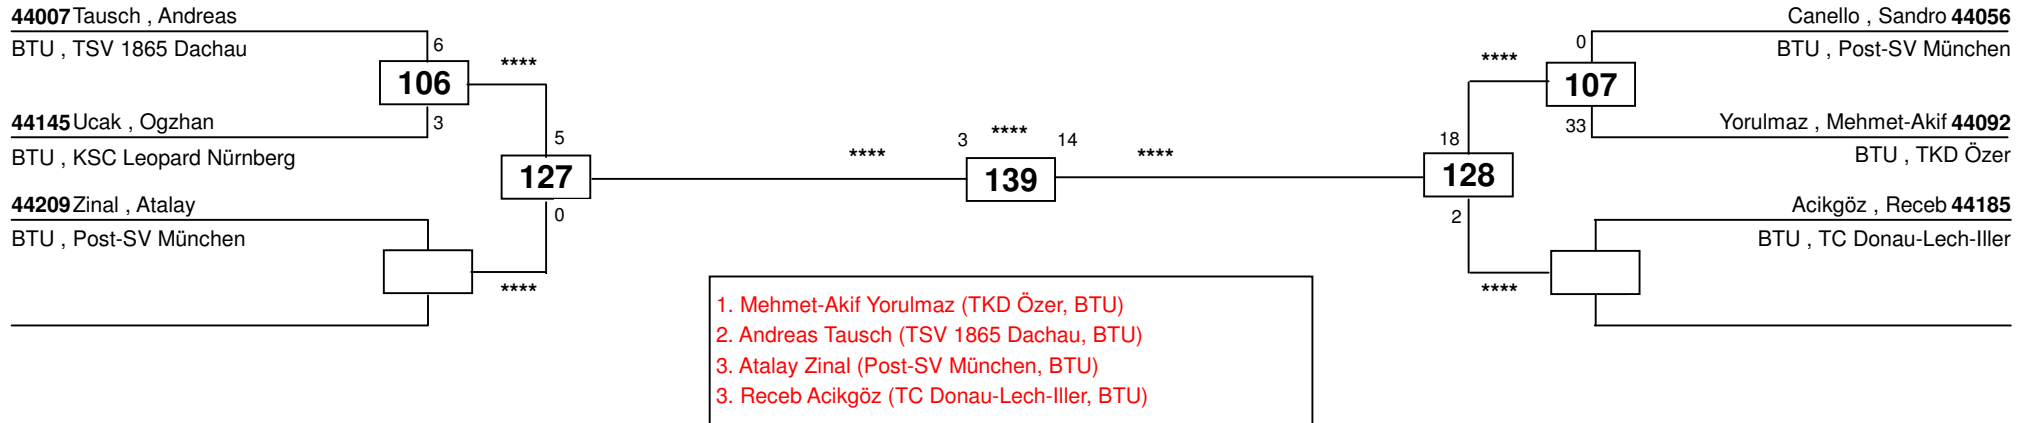 44007 Tausch , Andreas
BTU , TSV 1865 Dachau
6
106
****
3
44145 Ucak , Ogzhan
BTU , KSC Leopard Nürnberg
5
127
0
44209 Zinal , Atalay
BTU , Post-SV München
****
****
3
****
14
139
****
Canello , Sandro 44056
BTU , Post-SV München
0
****
107
33
Yorulmaz , Mehmet-Akif 44092
BTU , TKD Özer
18
128
2
Acikgöz , Receb 44185
BTU , TC Donau-Lech-Iller
****
1. Mehmet-Akif Yorulmaz (TKD Özer, BTU)
2. Andreas Tausch (TSV 1865 Dachau, BTU)
3. Atalay Zinal (Post-SV München, BTU)
3. Receb Acikgöz (TC Donau-Lech-Iller, BTU)